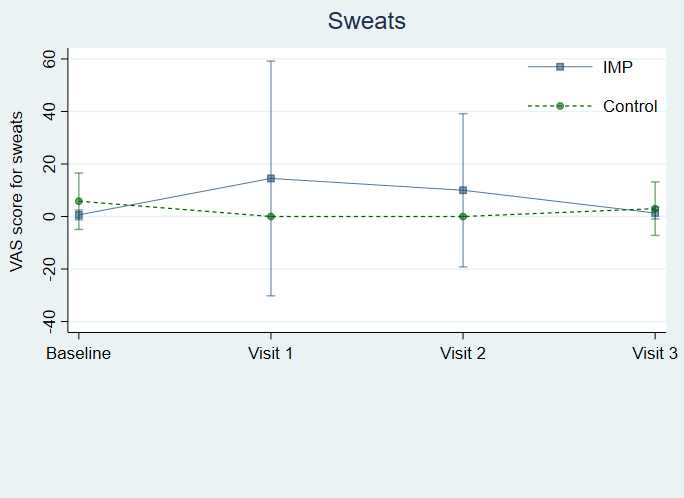 Sweats
IMP
Control
VAS score for sweats
60
40
20
0
-20
-40
Baseline
Visit 1
Visit 2
Visit 3